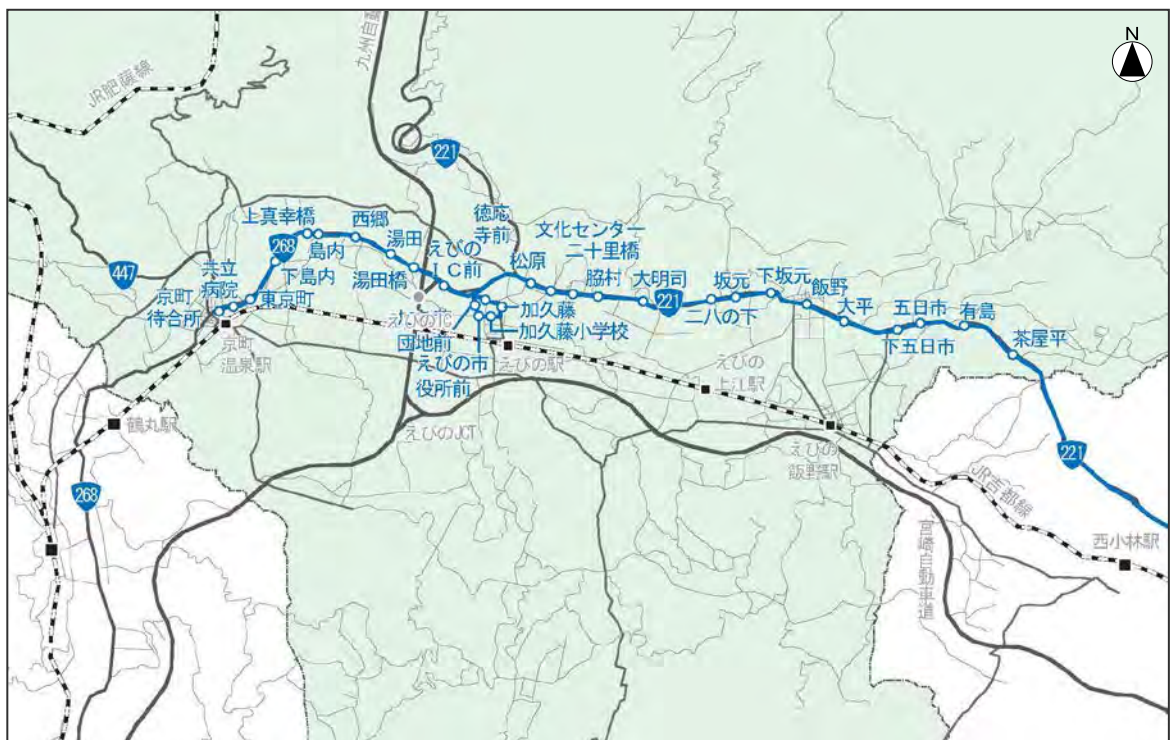 N
九州自動
JR肥薩線
221
徳応
寺前
文化センター
二十里橋
上真幸橋
西郷
湯田
えびの
IC前
松原
脇村
大明司
坂元
下坂元
飯野
268
島内
447
共立
病院
下島内
湯田橋
221
二八の下
大平
五日市
有島
京町
待合所
東京町
えびのIC
加久藤
下五日市
茶屋平
京町
温泉駅
団地前
加久藤小学校
えびの市
役所前
えびの駅
えびの
上江駅
鶴丸駅
えびのJCT
えびの
飯野駅
221
268
JR吉都線
西小林駅
宮崎自動車道